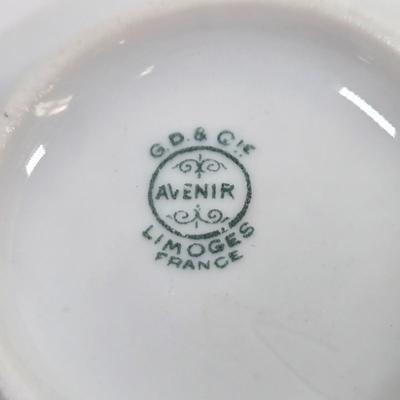 G.D. & CIE
AVENIR
LIMOGES
FRANCE